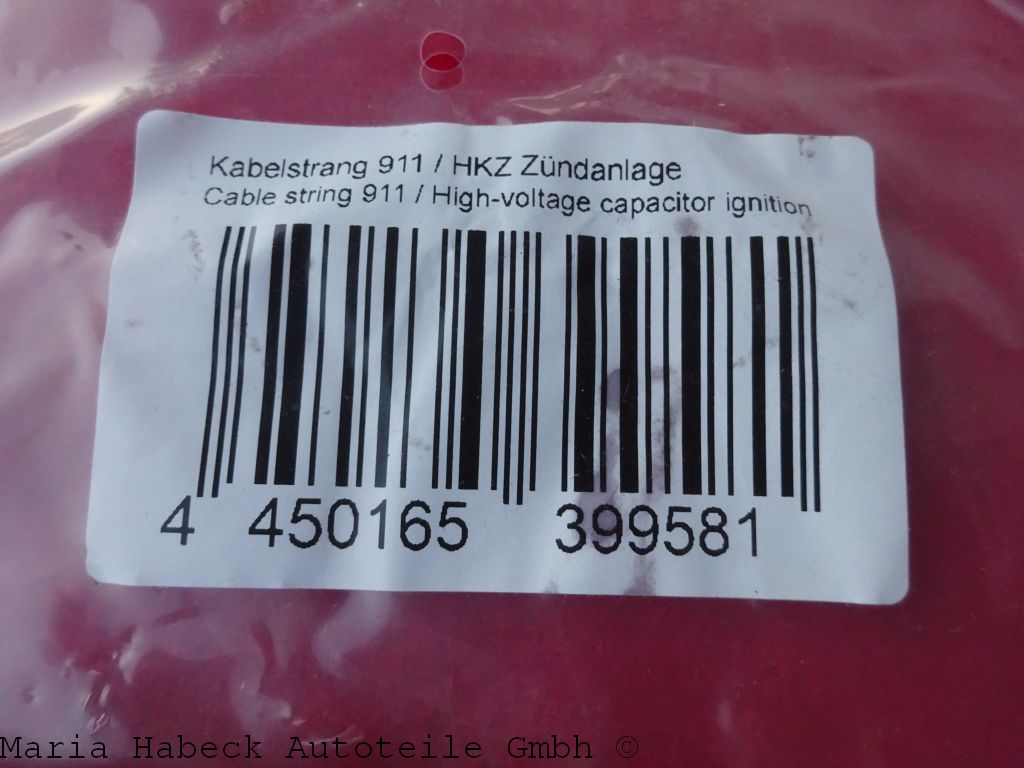 Kabelstrang 911 / HKZ Zündanlage
Cable string 911 / High-voltage capacitor ignition
4 450165 399581
Maria Habeck Autoteile Gmbh ©